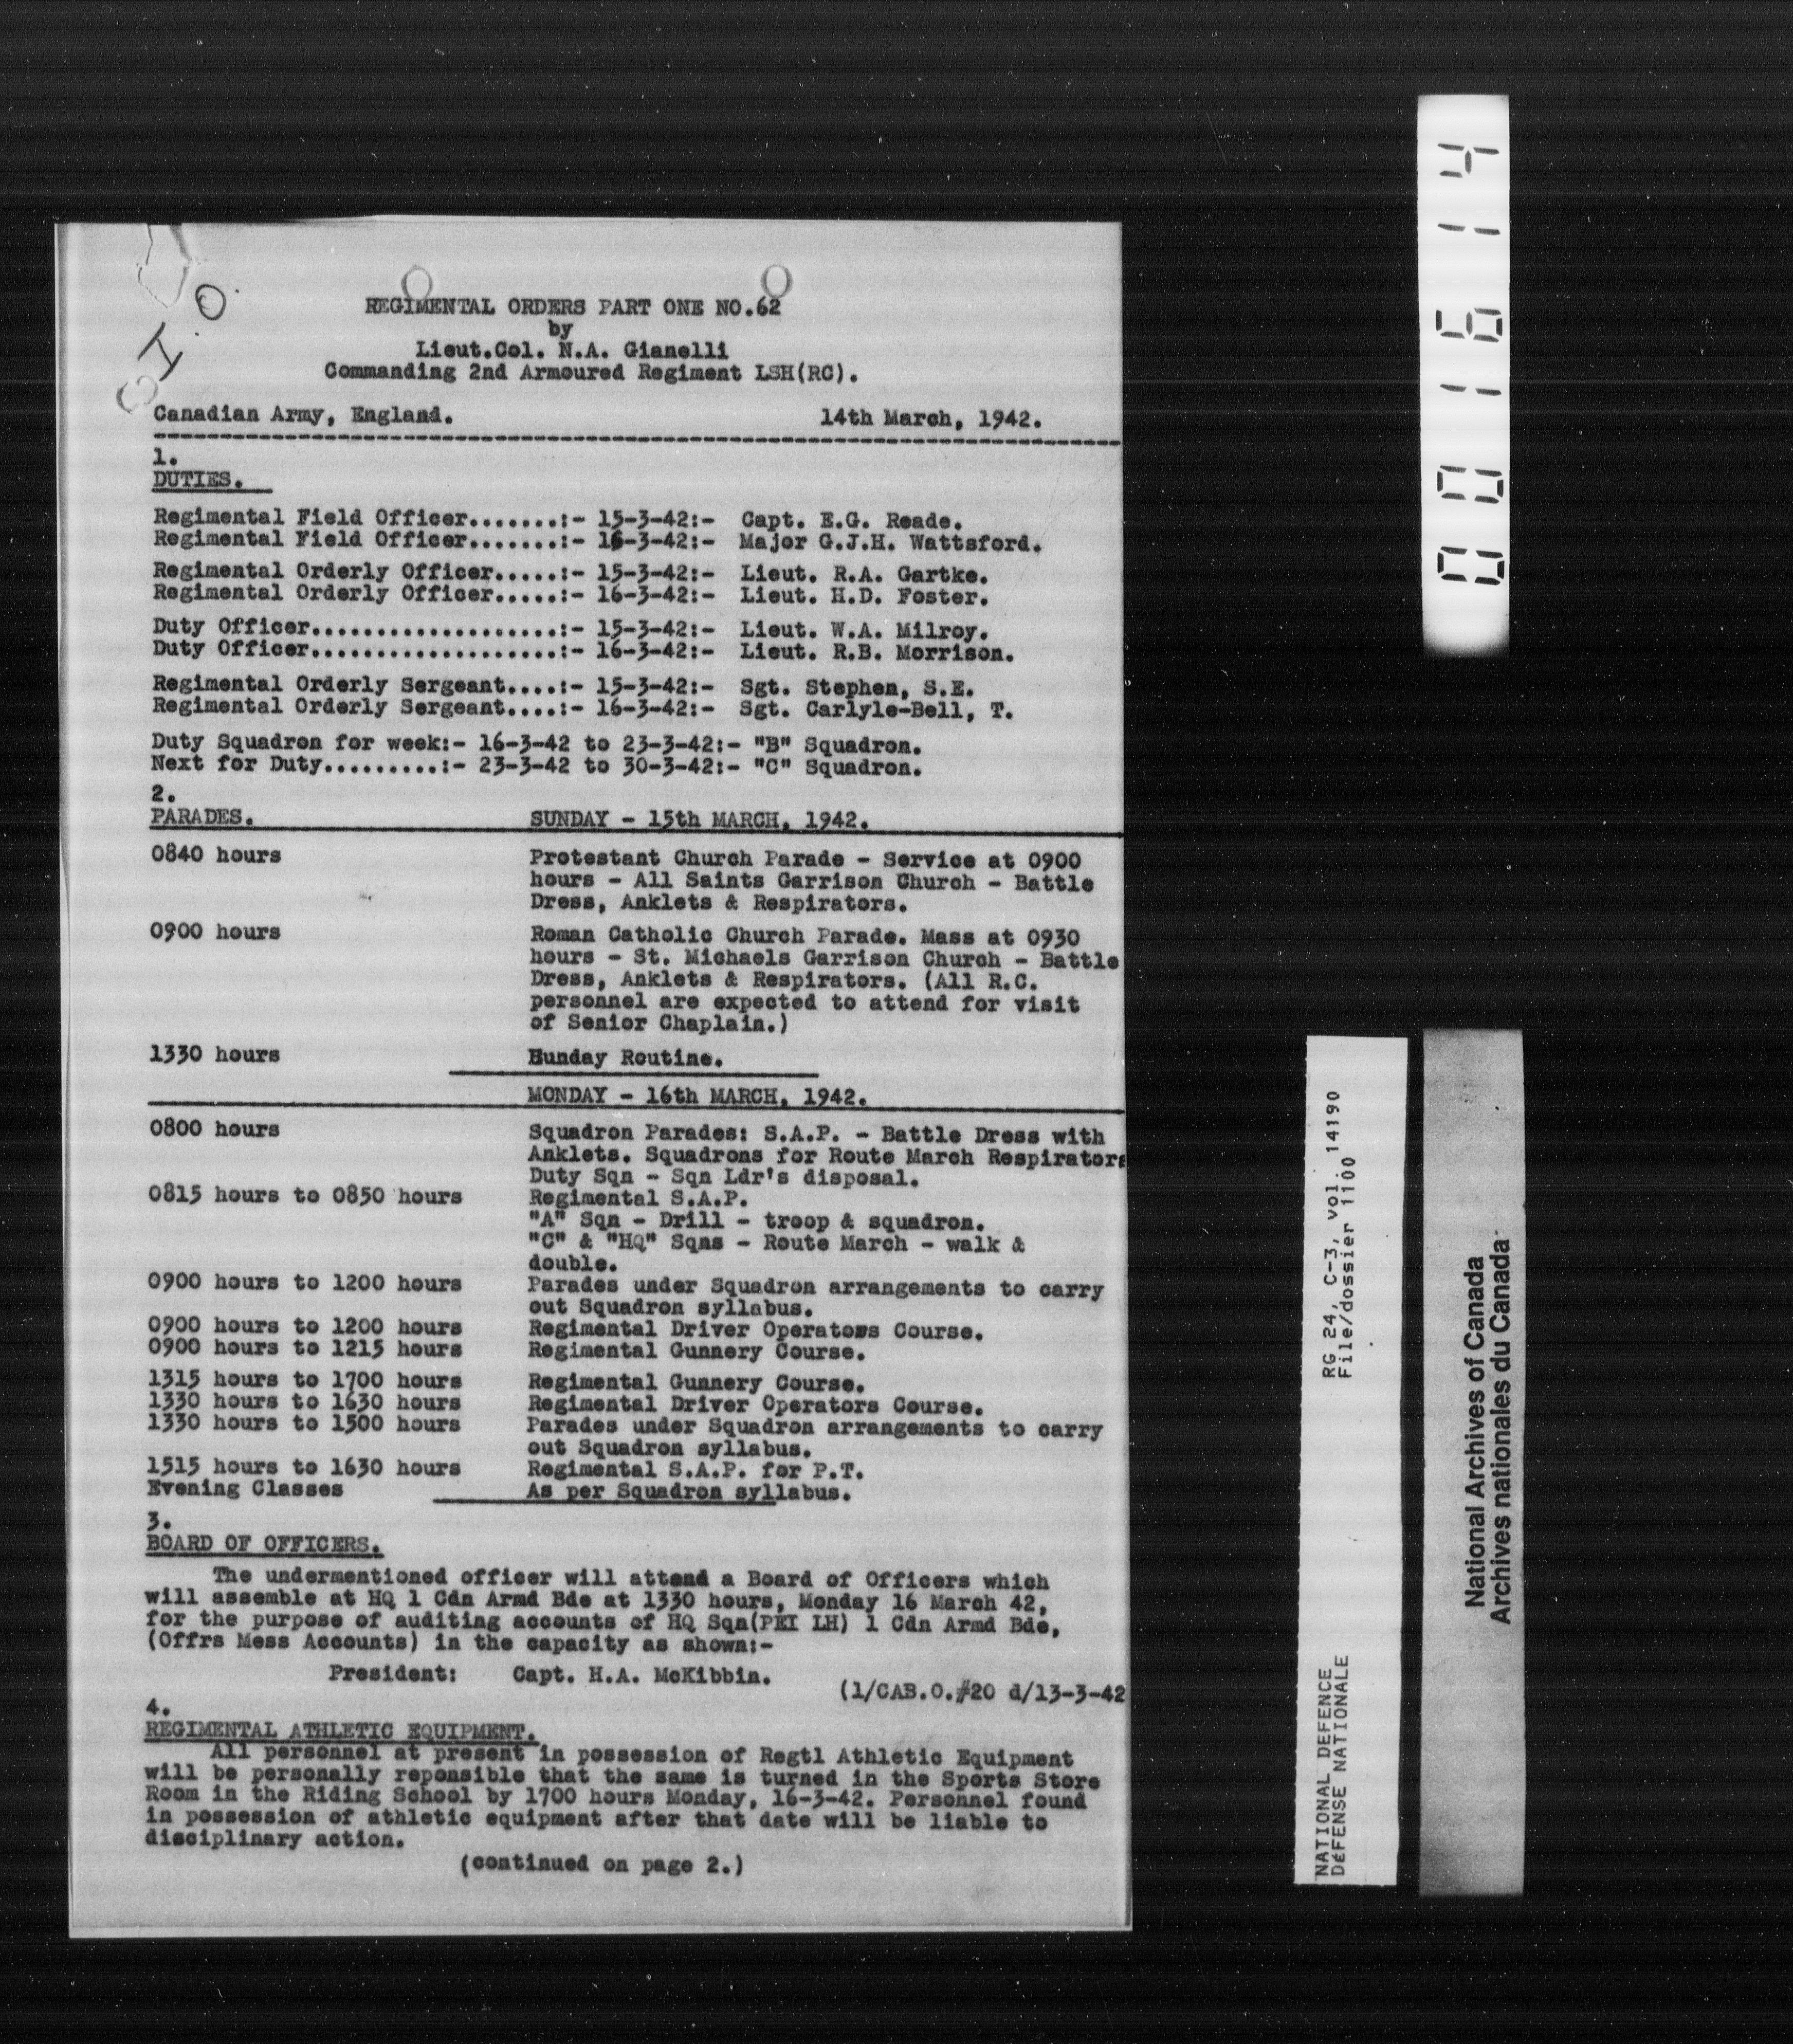 I.O.
REGIMENTAL ORDERS PART ONE NO.62
by
Lieut.Col. N.A. Gianelli
Commanding 2nd Armoured Regiment LSH(RC).
Canadian Army, England. 14th March, 1942.
1.
DUTIES.
Regimental Field Officer.......:- 15-3-42:- Capt. E.G. Reade.
Regimental Field Officer.......:- 16-3-42:- Major G.J.H. Wattsford.
Regimental Orderly Officer.....:- 15-3-42:- Lieut. R.A. Gartke.
Regimental Orderly Officer.....:- 16-3-42:- Lieut. H.D. Foster.
Duty Officer...................:- 15-3-42:- Lieut. W.A. Milroy.
Duty Officer...................:- 16-3-42:- Lieut. R.B. Morrison.
Regimental Orderly Sergeant....:- 15-3-42:- Sgt. Stephen, S.E.
Regimental Orderly Sergeant....:- 16-3-42:- Sgt. Carlyle-Bell, T.
Duty Squadron for week:- 16-3-42 to 23-3-42:- "B" Squadron.
Next for Duty.........:- 23-3-42 to 30-3-42:- "C" Squadron.
2.
PARADES. SUNDAY - 15th MARCH, 1942.
0840 hours Protestant Church Parade - Service at 0900
hours - All Saints Garrison Church - Battle
Dress, Anklets & Respirators.
0900 hours Roman Catholic Church Parade. Mass at 0930
hours - St. Michaels Garrison Church - Battle
Dress, Anklets & Respirators. (All R.C.
personnel are expected to attend for visit
of Senior Chaplain.)
1330 hours Sunday Routine.
MONDAY - 16th MARCH, 1942.
0800 hours Squadron Parades: S.A.P. - Battle Dress with
Anklets. Squadrons for Route March Respirators
Duty Sqn - Sqn Ldr's disposal.
0815 hours to 0850 hours Regimental S.A.P.
"A" Sqn - Drill - troop & squadron.
"C" & "HQ" Sqns - Route March - walk &
double.
0900 hours to 1200 hours Parades under Squadron arrangements to carry
out Squadron syllabus.
0900 hours to 1200 hours Regimental Driver Operators Course.
0900 hours to 1215 hours Regimental Gunnery Course.
1315 hours to 1700 hours Regimental Gunnery Course.
1330 hours to 1630 hours Regimental Driver Operators Course.
1330 hours to 1500 hours Parades under Squadron arrangements to carry
out Squadron syllabus.
1515 hours to 1630 hours Regimental S.A.P. for P.T.
Evening Classes As per Squadron syllabus.
3.
BOARD OF OFFICERS.
The undermentioned officer will attend a Board of Officers which
will assemble at HQ 1 Cdn Armd Bde at 1330 hours, Monday 16 March 42,
for the purpose of auditing accounts of HQ Sqn(PEI LH) 1 Cdn Armd Bde,
(Offrs Mess Accounts) in the capacity as shown:-
President: Capt. H.A. McKibbin.
(1/CAB.O.#20 d/13-3-42
4.
REGIMENTAL ATHLETIC EQUIPMENT.
All personnel at present in possession of Regtl Athletic Equipment
will be personally reponsible that the same is turned in the Sports Store
Room in the Riding School by 1700 hours Monday, 16-3-42. Personnel found
in possession of athletic equipment after that date will be liable to
disciplinary action.
(continued on page 2.)
001614
NATIONAL DEFENCE RG 24, C-3, vol. 14190
DéFENSE NATIONALE File/dossier 1100
National Archives of Canada
Archives nationales du Canada